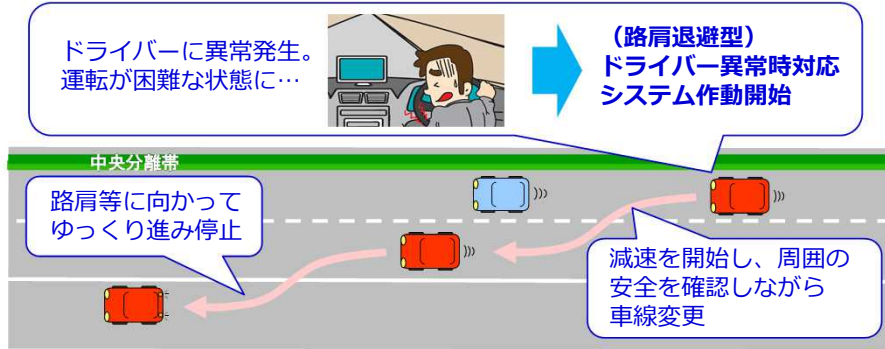 ドライバーに異常発生。
運転が困難な状態に…
（路肩退避型）
ドライバー異常時対応
システム作動開始
中央分離帯
路肩等に向かって
ゆっくり進み停止
減速を開始し、周囲の
安全を確認しながら
車線変更